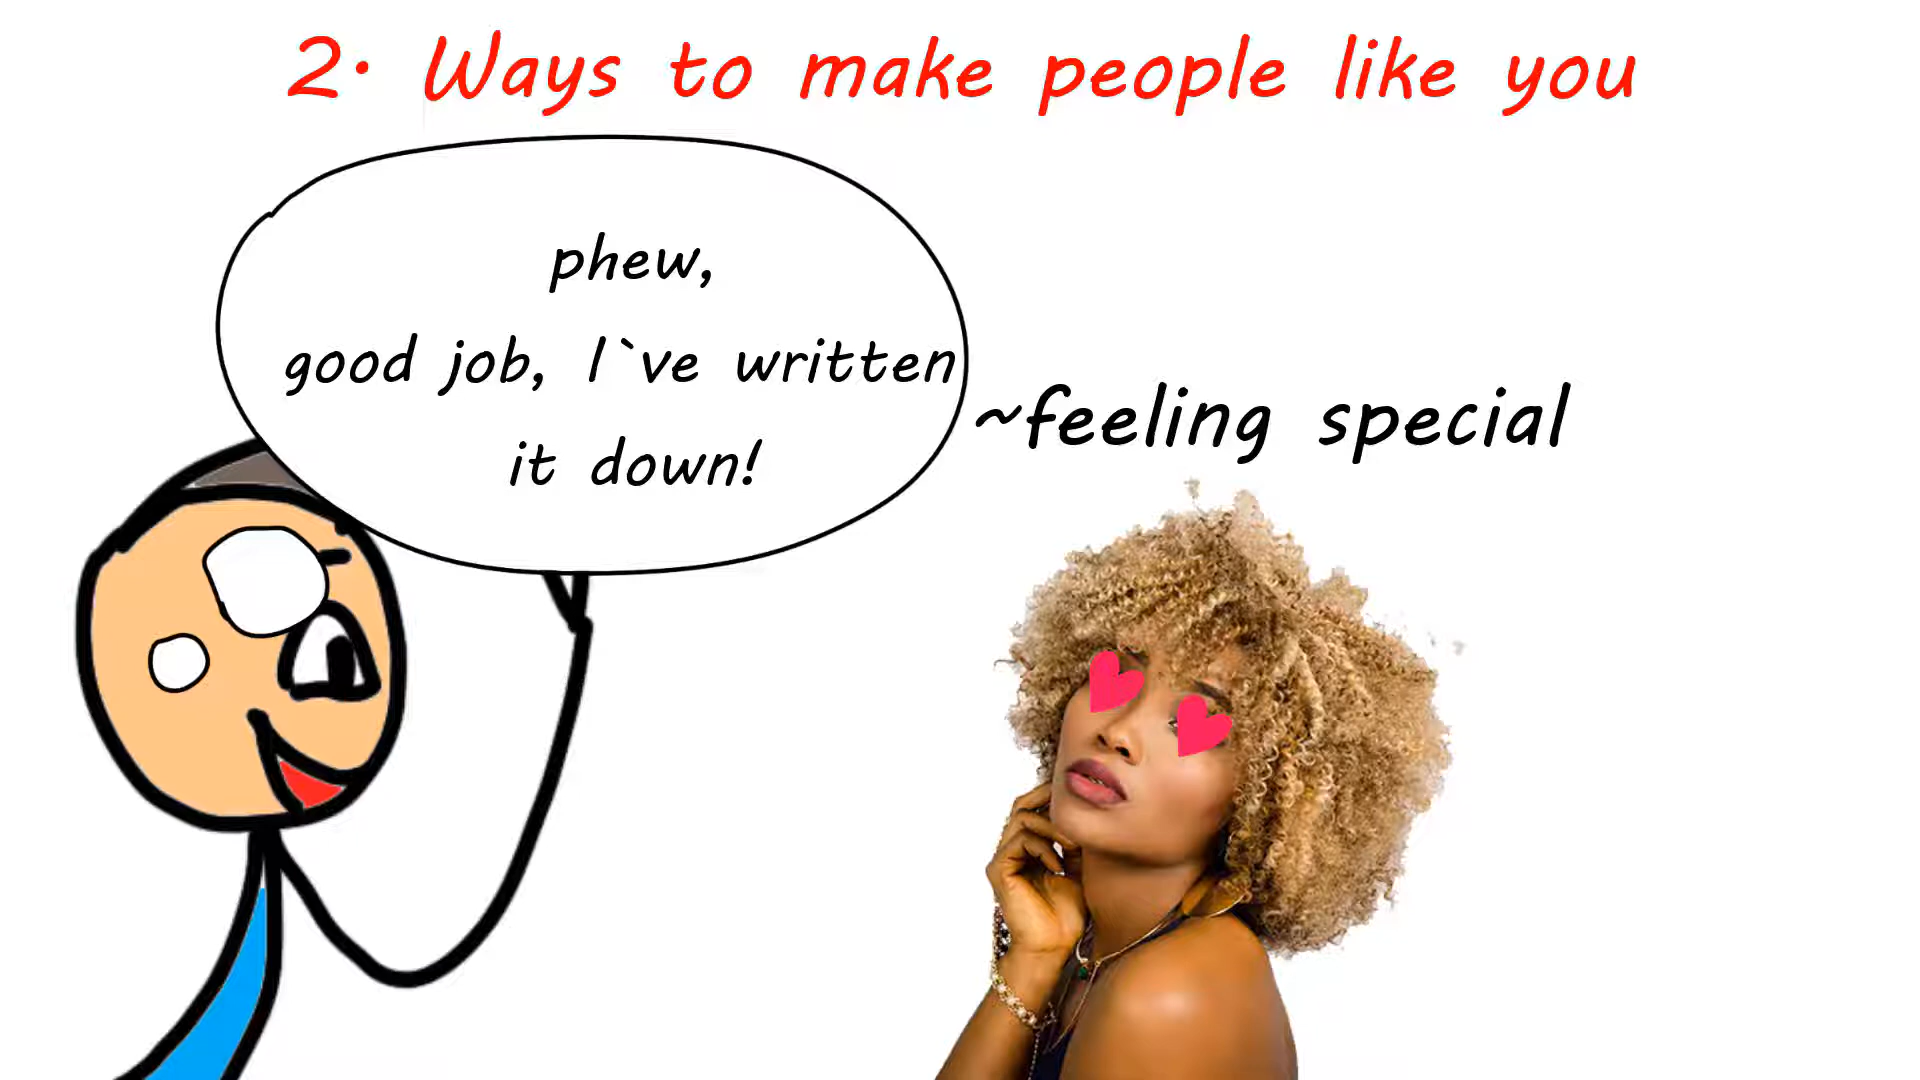 2. Ways to make people like you
phew,
good job, I`ve written
it down!
~feeling special